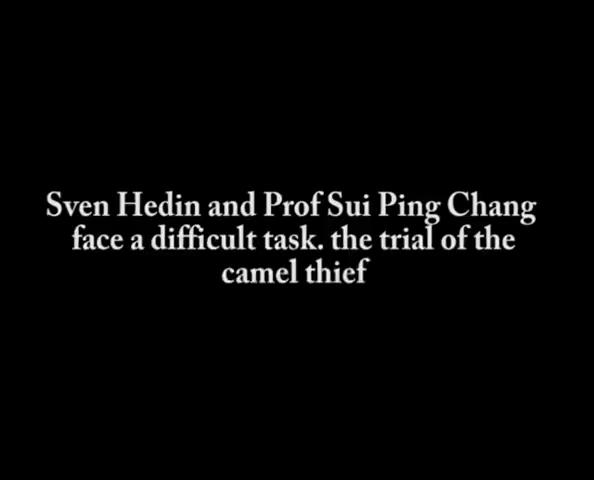 Sven Hedin and Prof Sui Ping Chang
face a difficult task. the trial of the
camel thief